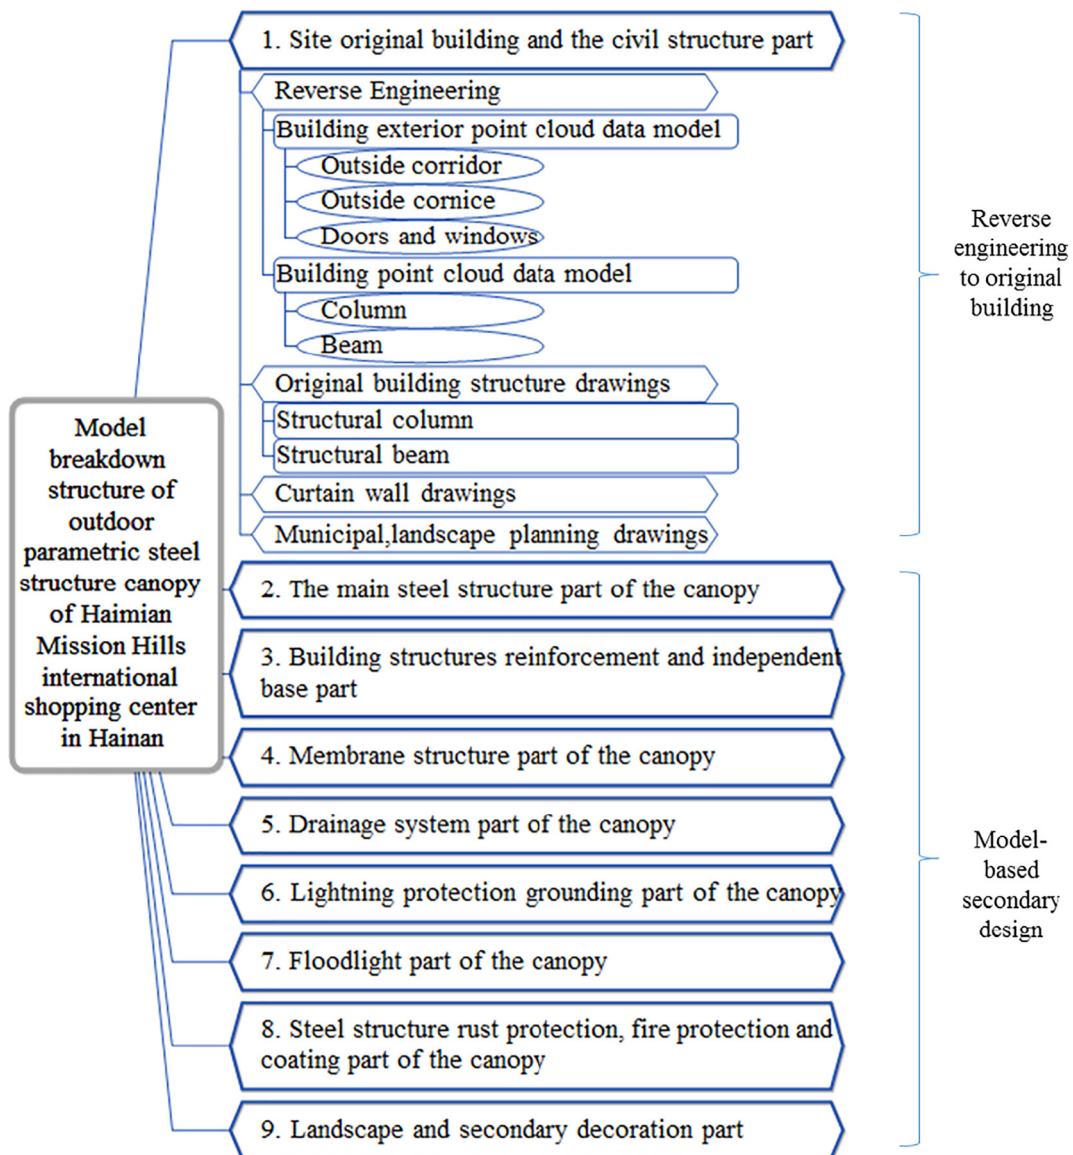 1. Site original building and the civil structure part
Reverse Engineering
Building exterior point cloud data model
Outside corridor
Outside cornice
Doors and windows
Building point cloud data model
Column
Beam
Original building structure drawings
Structural column
Structural beam
Curtain wall drawings
Municipal,landscape planning drawings
Reverse
engineering
to original
building
Model
breakdown
structure of
outdoor
parametric steel
structure canopy
of Haimian
Mission Hills
international
shopping center
in Hainan
2. The main steel structure part of the canopy
3. Building structures reinforcement and independent
base part
4. Membrane structure part of the canopy
5. Drainage system part of the canopy
6. Lightning protection grounding part of the canopy
7. Floodlight part of the canopy
8. Steel structure rust protection, fire protection and
coating part of the canopy
9. Landscape and secondary decoration part
Model-
based
secondary
design